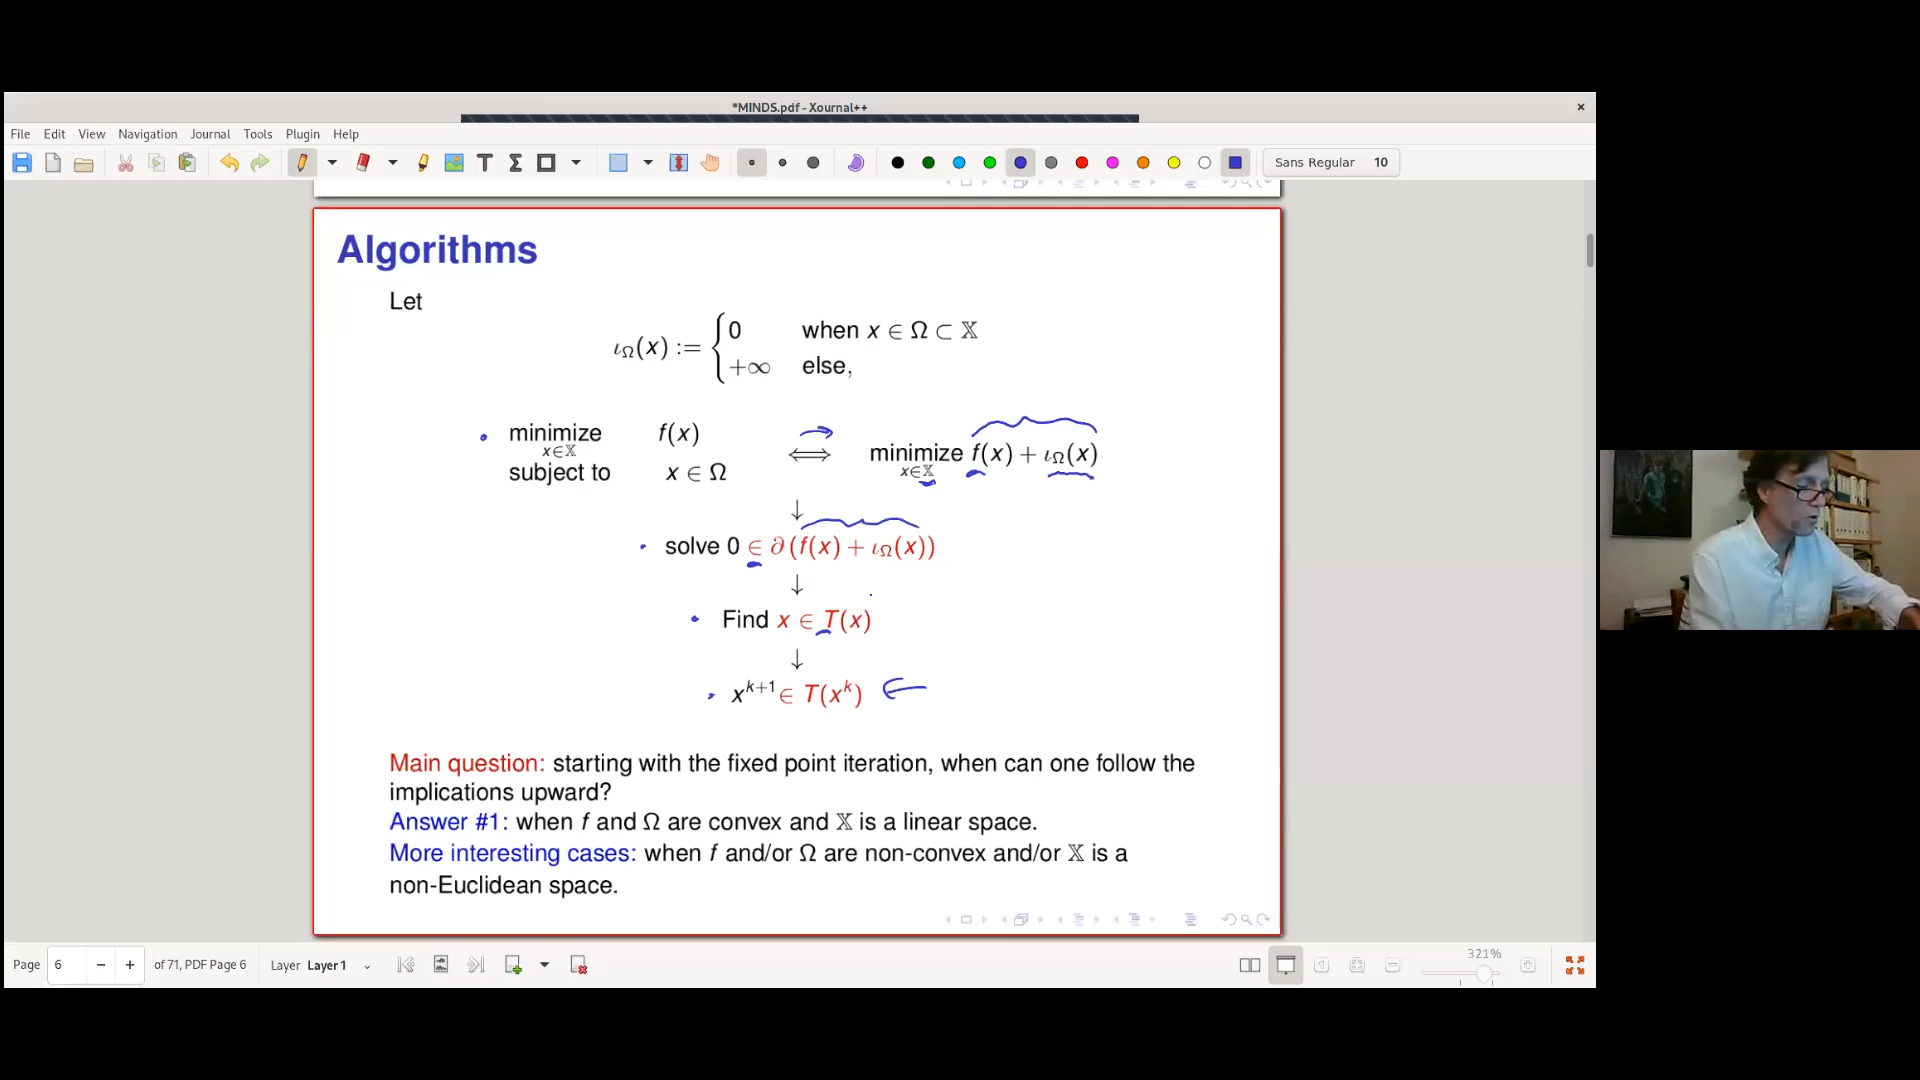 *MINDS.pdf - Xournal++
File Edit View Navigation Journal Tools Plugin Help
Sans Regular 10
Algorithms
Let
ι_Ω(x) := { 0 when x ∈ Ω ⊂ 𝕏
+∞ else,
minimize f(x) ⟺ minimize f(x) + ι_Ω(x)
x∈𝕏 x∈𝕏
subject to x ∈ Ω
↓
solve 0 ∈ ∂(f(x) + ι_Ω(x))
↓
Find x ∈ T(x)
↓
x^{k+1} ∈ T(x^k)
Main question: starting with the fixed point iteration, when can one follow the
implications upward?
Answer #1: when f and Ω are convex and 𝕏 is a linear space.
More interesting cases: when f and/or Ω are non-convex and/or 𝕏 is a
non-Euclidean space.
Page 6 of 71, PDF Page 6 Layer Layer 1 321%